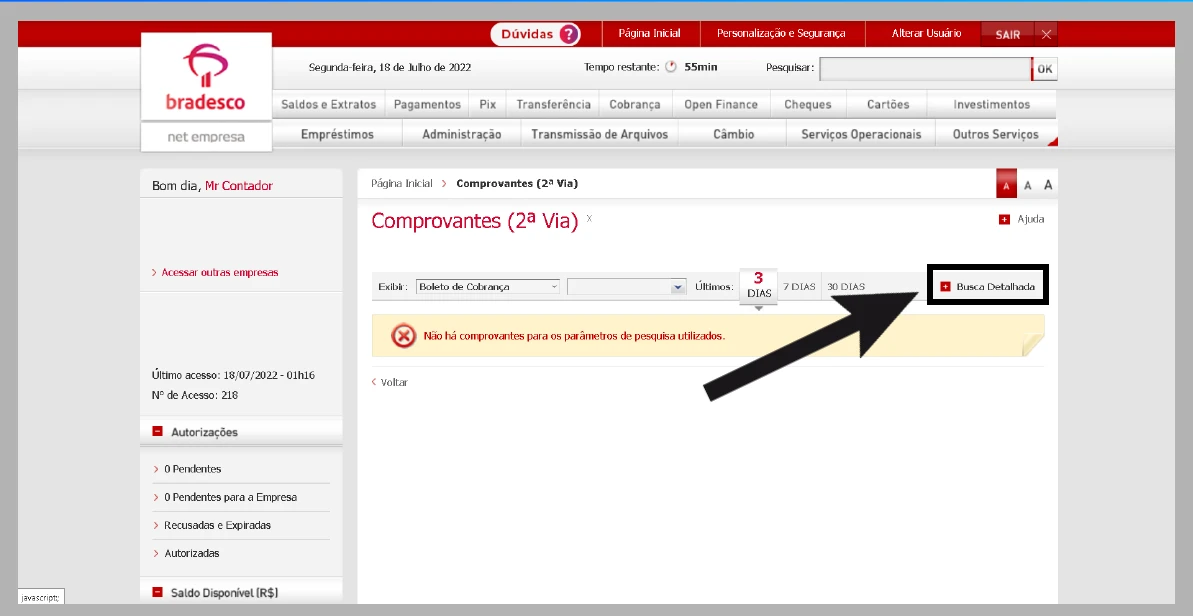 Dúvidas ? Página Inicial Personalização e Segurança Alterar Usuário SAIR X
bradesco
net empresa
Segunda-feira, 18 de Julho de 2022 Tempo restante: 55min Pesquisar: OK
Saldos e Extratos Pagamentos Pix Transferência Cobrança Open Finance Cheques Cartões Investimentos
Empréstimos Administração Transmissão de Arquivos Câmbio Serviços Operacionais Outros Serviços
Bom dia, Mr Contador
Acessar outras empresas
Último acesso: 18/07/2022 - 01h16
Nº de Acesso: 218
Autorizações
0 Pendentes
0 Pendentes para a Empresa
Recusadas e Expiradas
Autorizadas
Saldo Disponível (R$)
Página Inicial > Comprovantes (2ª Via) A A A
Comprovantes (2ª Via) X Ajuda
Exibir: Boleto de Cobrança Últimos: 3 DIAS 7 DIAS 30 DIAS Busca Detalhada
Não há comprovantes para os parâmetros de pesquisa utilizados.
Voltar
javascript:;